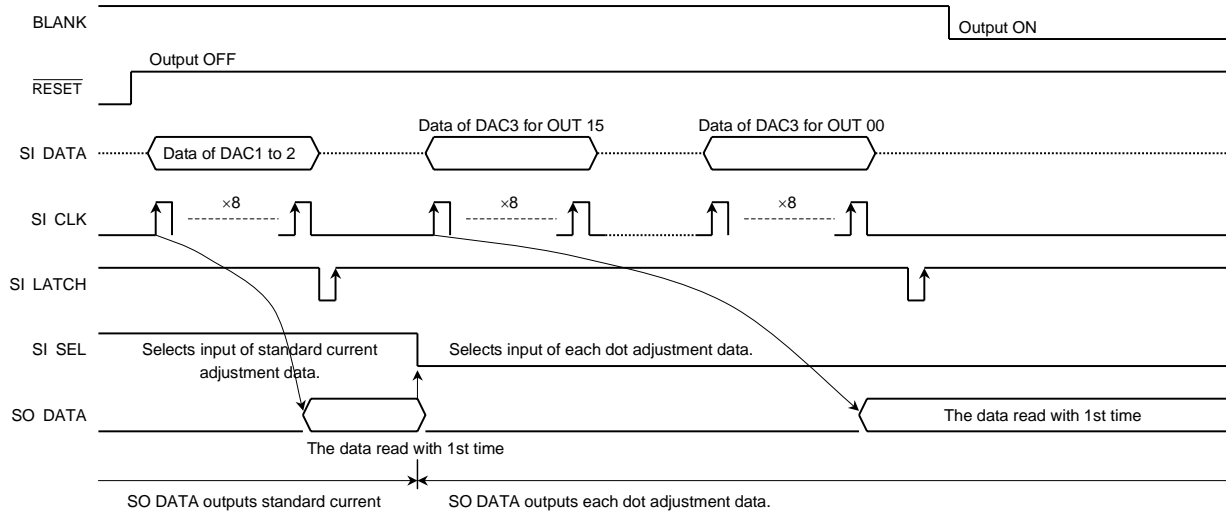 BLANK
Output ON
Output OFF
RESET
Data of DAC3 for OUT 15
Data of DAC3 for OUT 00
SI DATA
Data of DAC1 to 2
×8
×8
×8
SI CLK
SI LATCH
SI SEL
Selects input of standard current
adjustment data.
Selects input of each dot adjustment data.
SO DATA
The data read with 1st time
The data read with 1st time
SO DATA outputs standard current
SO DATA outputs each dot adjustment data.